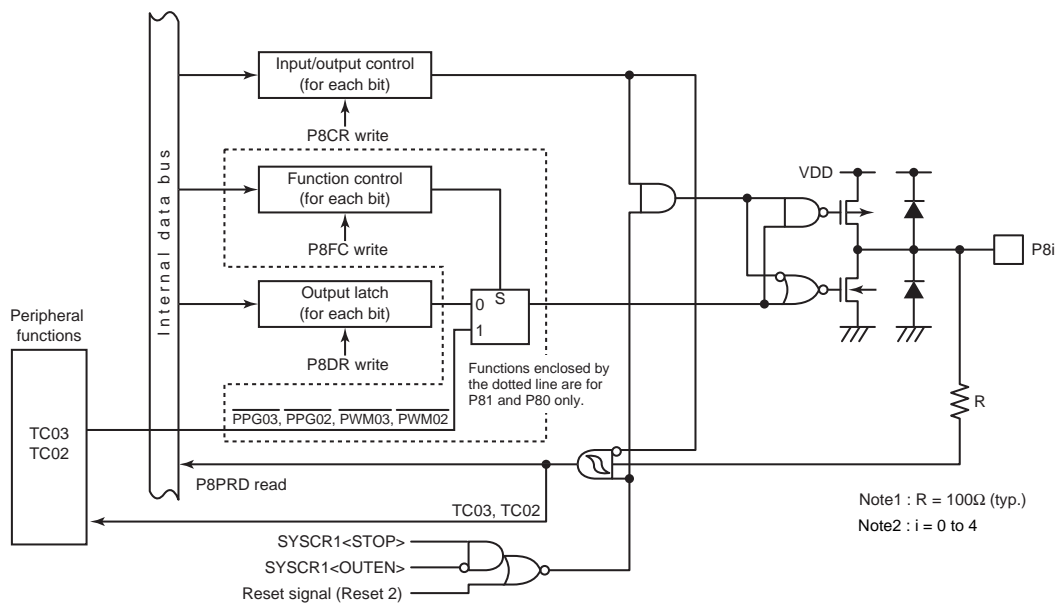 Input/output control
(for each bit)
P8CR write
Function control
(for each bit)
P8FC write
Output latch
(for each bit)
P8DR write
Internal data bus
Peripheral
functions
TC03
TC02
0
S
1
Functions enclosed by
the dotted line are for
P81 and P80 only.
PPG03, PPG02, PWM03, PWM02
P8PRD read
TC03, TC02
SYSCR1<STOP>
SYSCR1<OUTEN>
Reset signal (Reset 2)
VDD
P8i
R
Note1 : R = 100Ω (typ.)
Note2 : i = 0 to 4